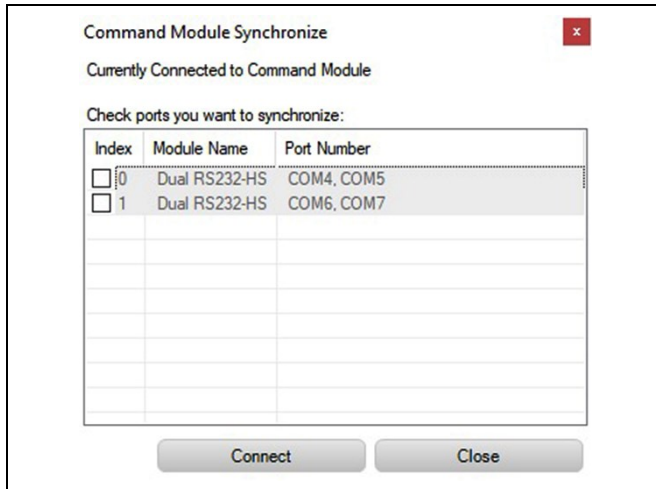 Command Module Synchronize x
Currently Connected to Command Module
Check ports you want to synchronize:
Index Module Name Port Number
0 Dual RS232-HS COM4, COM5
1 Dual RS232-HS COM6, COM7
Connect Close